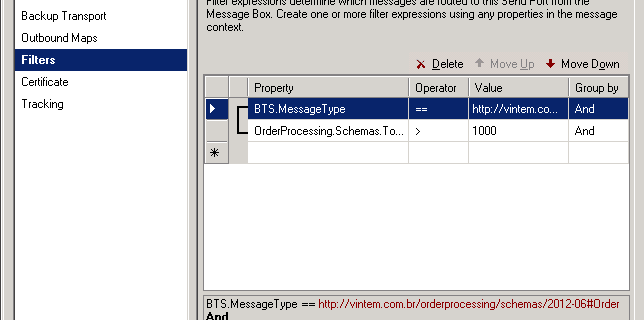 Backup Transport
Outbound Maps
Filters
Certificate
Tracking
Filter expressions determine which messages are routed to this Send Port from the
Message Box. Create one or more filter expressions using any properties in the message
context.
Delete Move Up Move Down
Property Operator Value Group by
BTS.MessageType == http://vintem.co... And
OrderProcessing.Schemas.To... > 1000 And
BTS.MessageType == http://vintem.com.br/orderprocessing/schemas/2012-06#Order
And